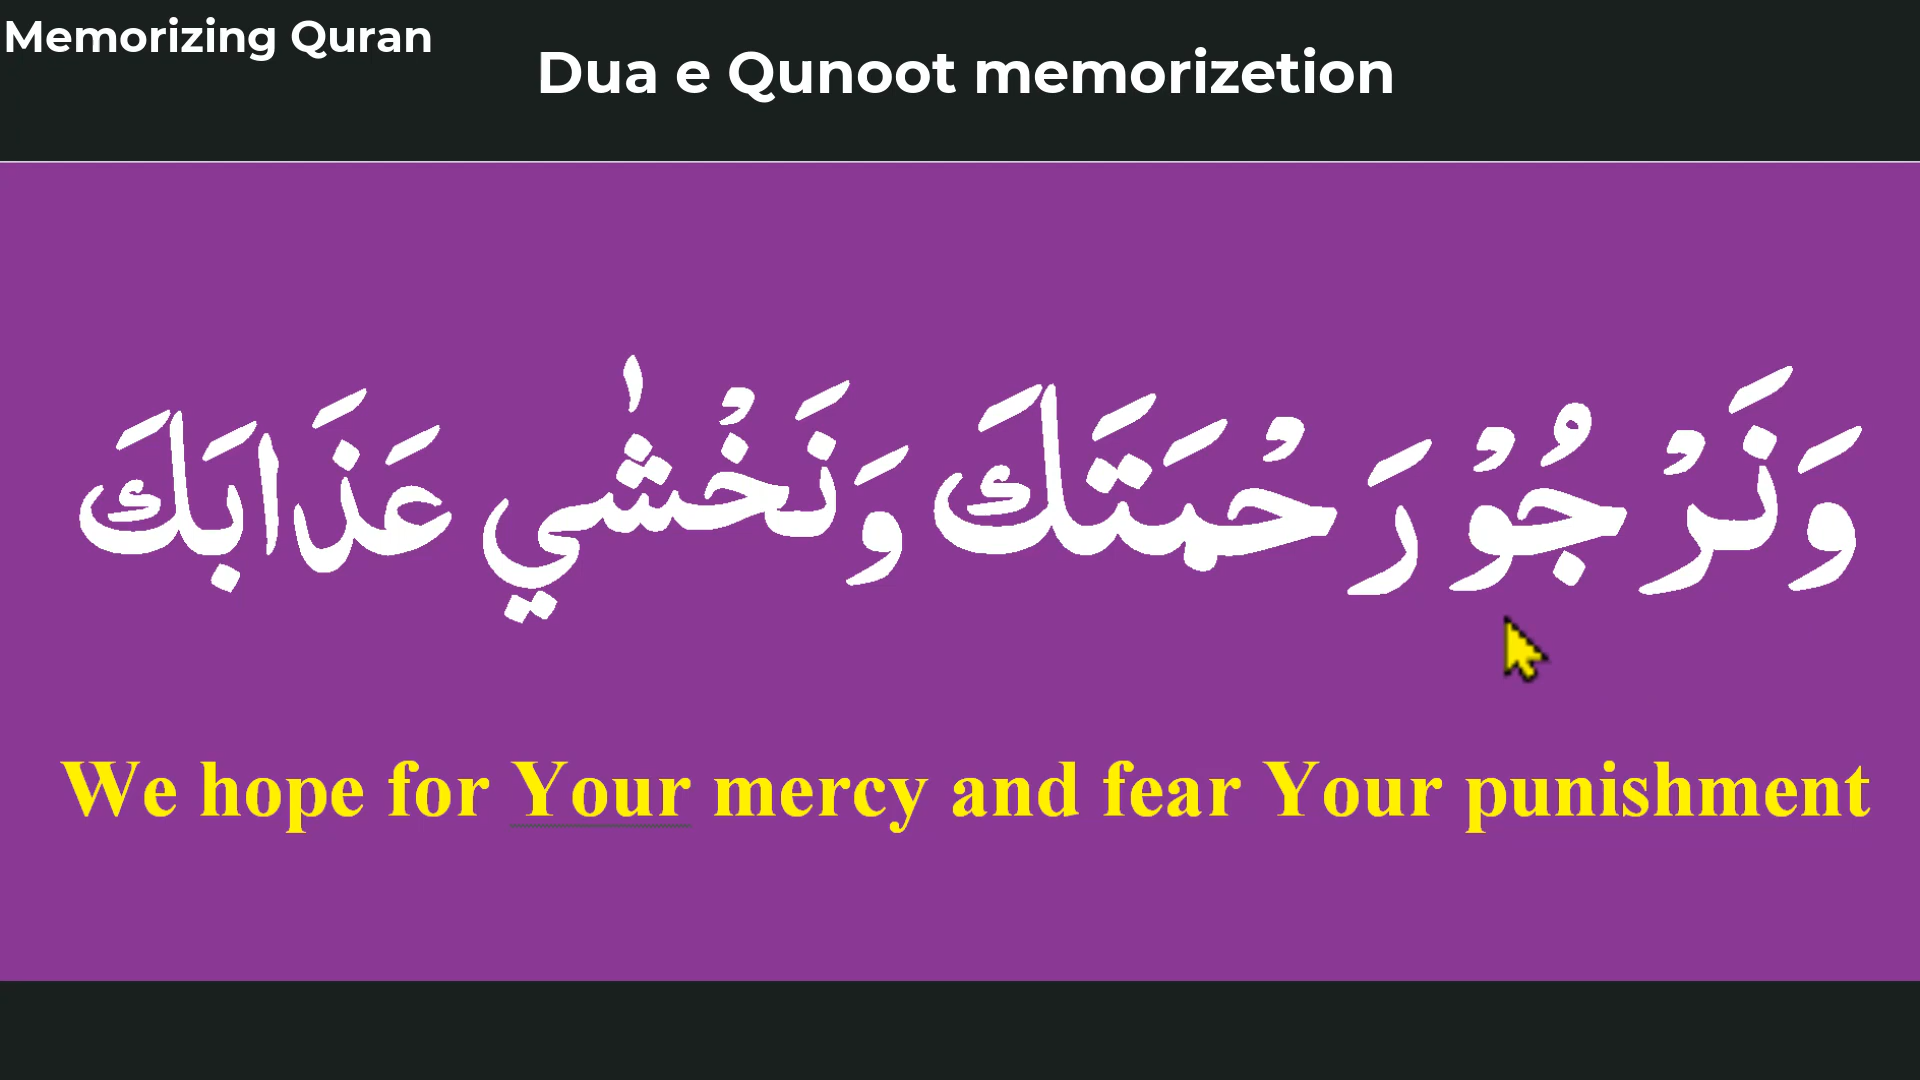 Memorizing Quran
Dua e Qunoot memorizetion
وَنَرْجُوْ رَحْمَتَكَ وَنَخْشٰي عَذَابَكَ
We hope for Your mercy and fear Your punishment